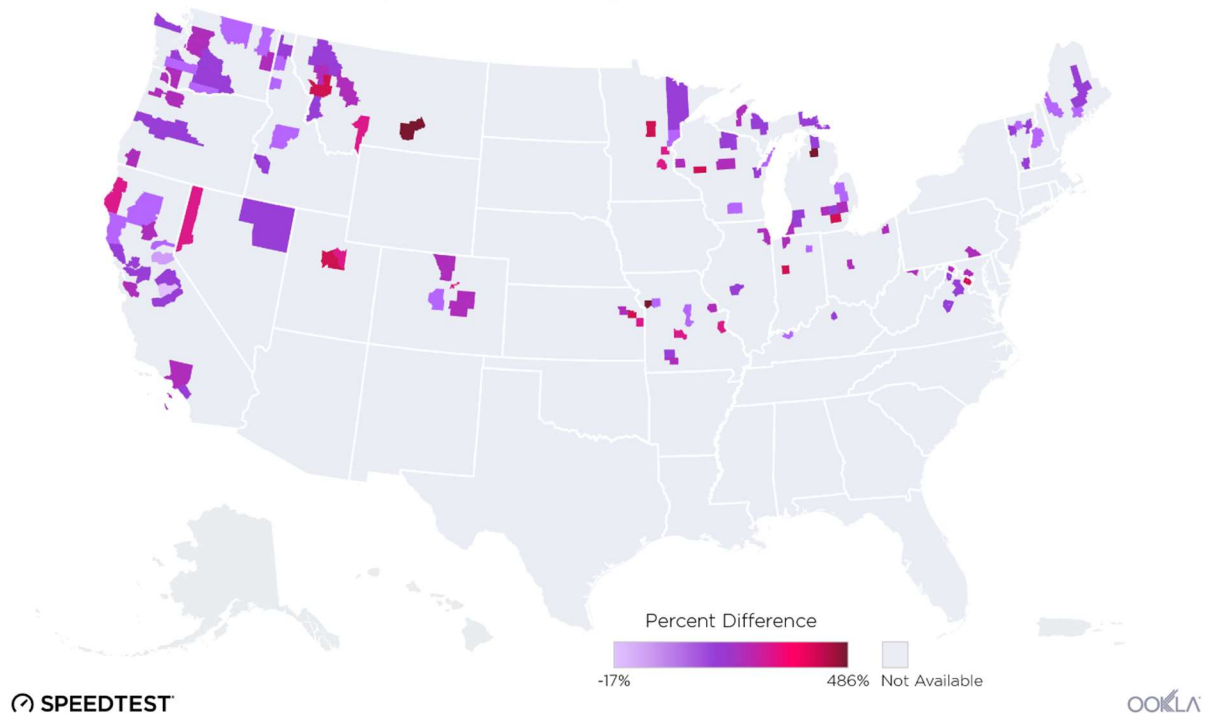 Percent Difference
-17%
486%
Not Available
SPEEDTEST
OOKLA